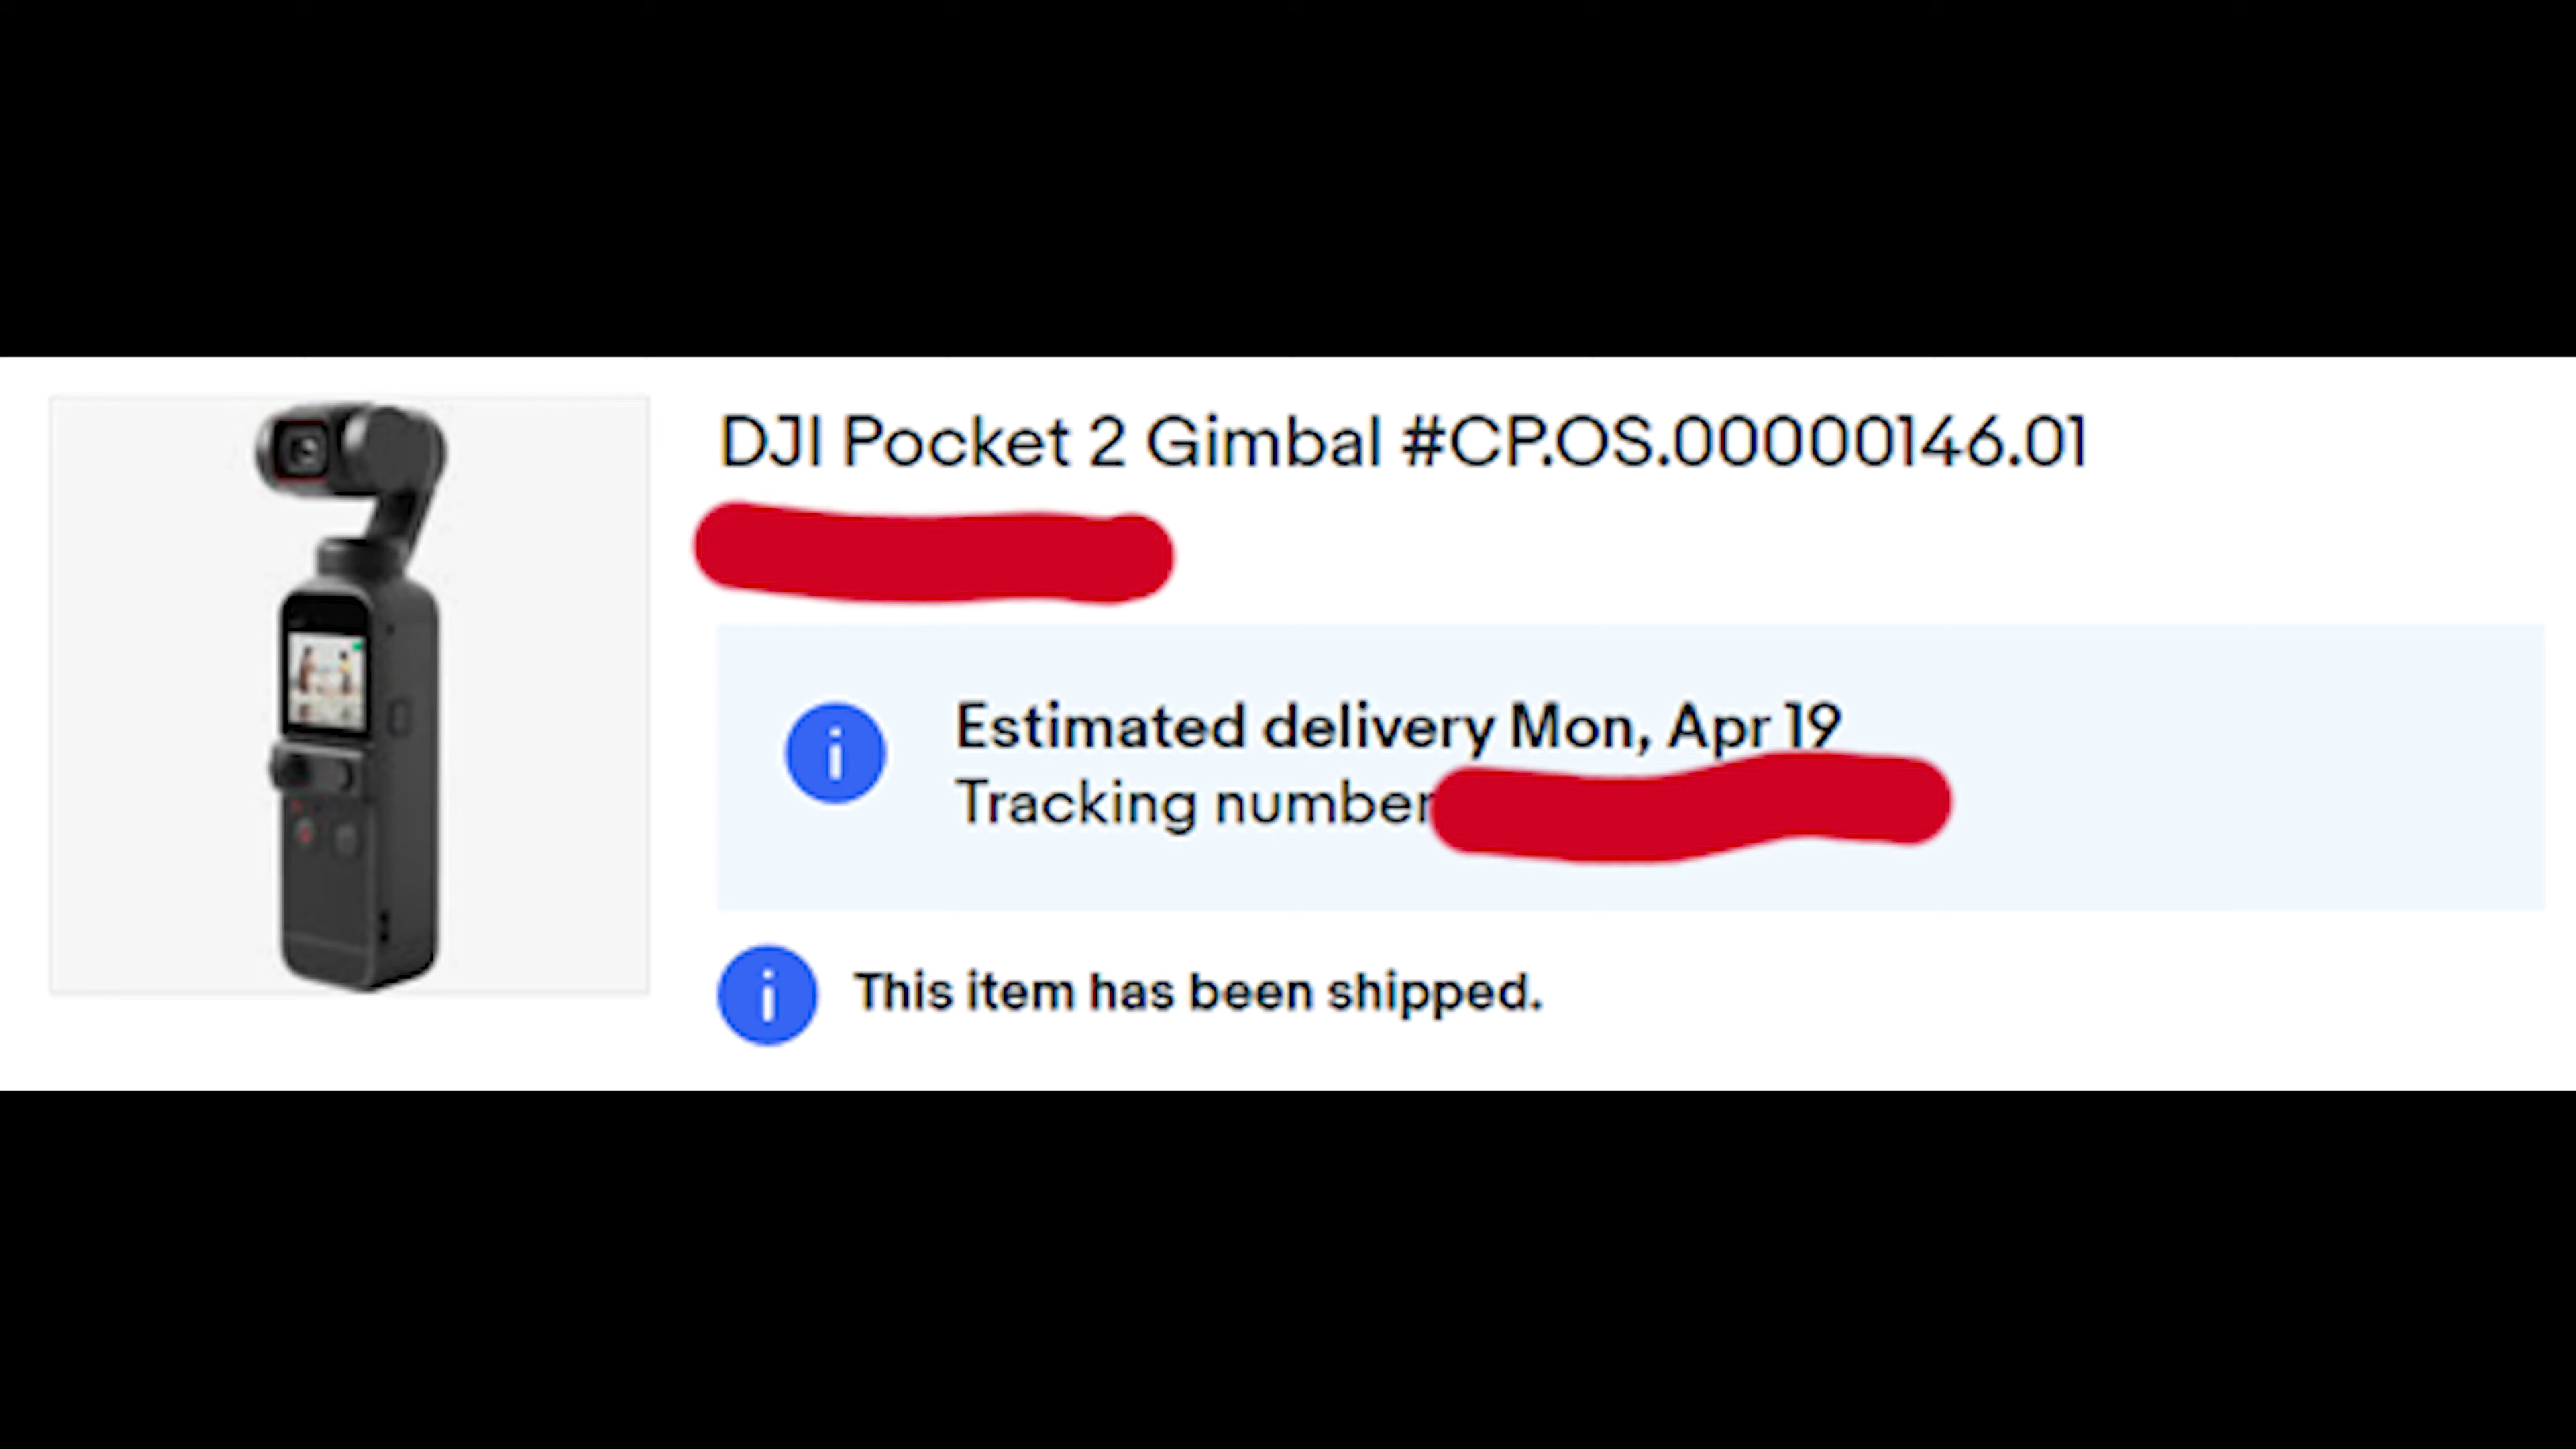 DJI Pocket 2 Gimbal #CP.OS.00000146.01
Estimated delivery Mon, Apr 19
Tracking number
This item has been shipped.